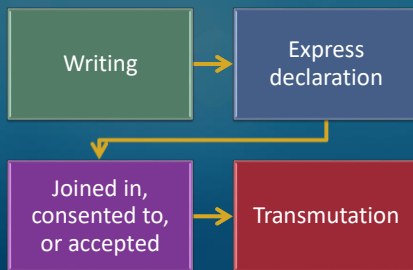 Writing
Express
declaration
Joined in,
consented to,
or accepted
Transmutation